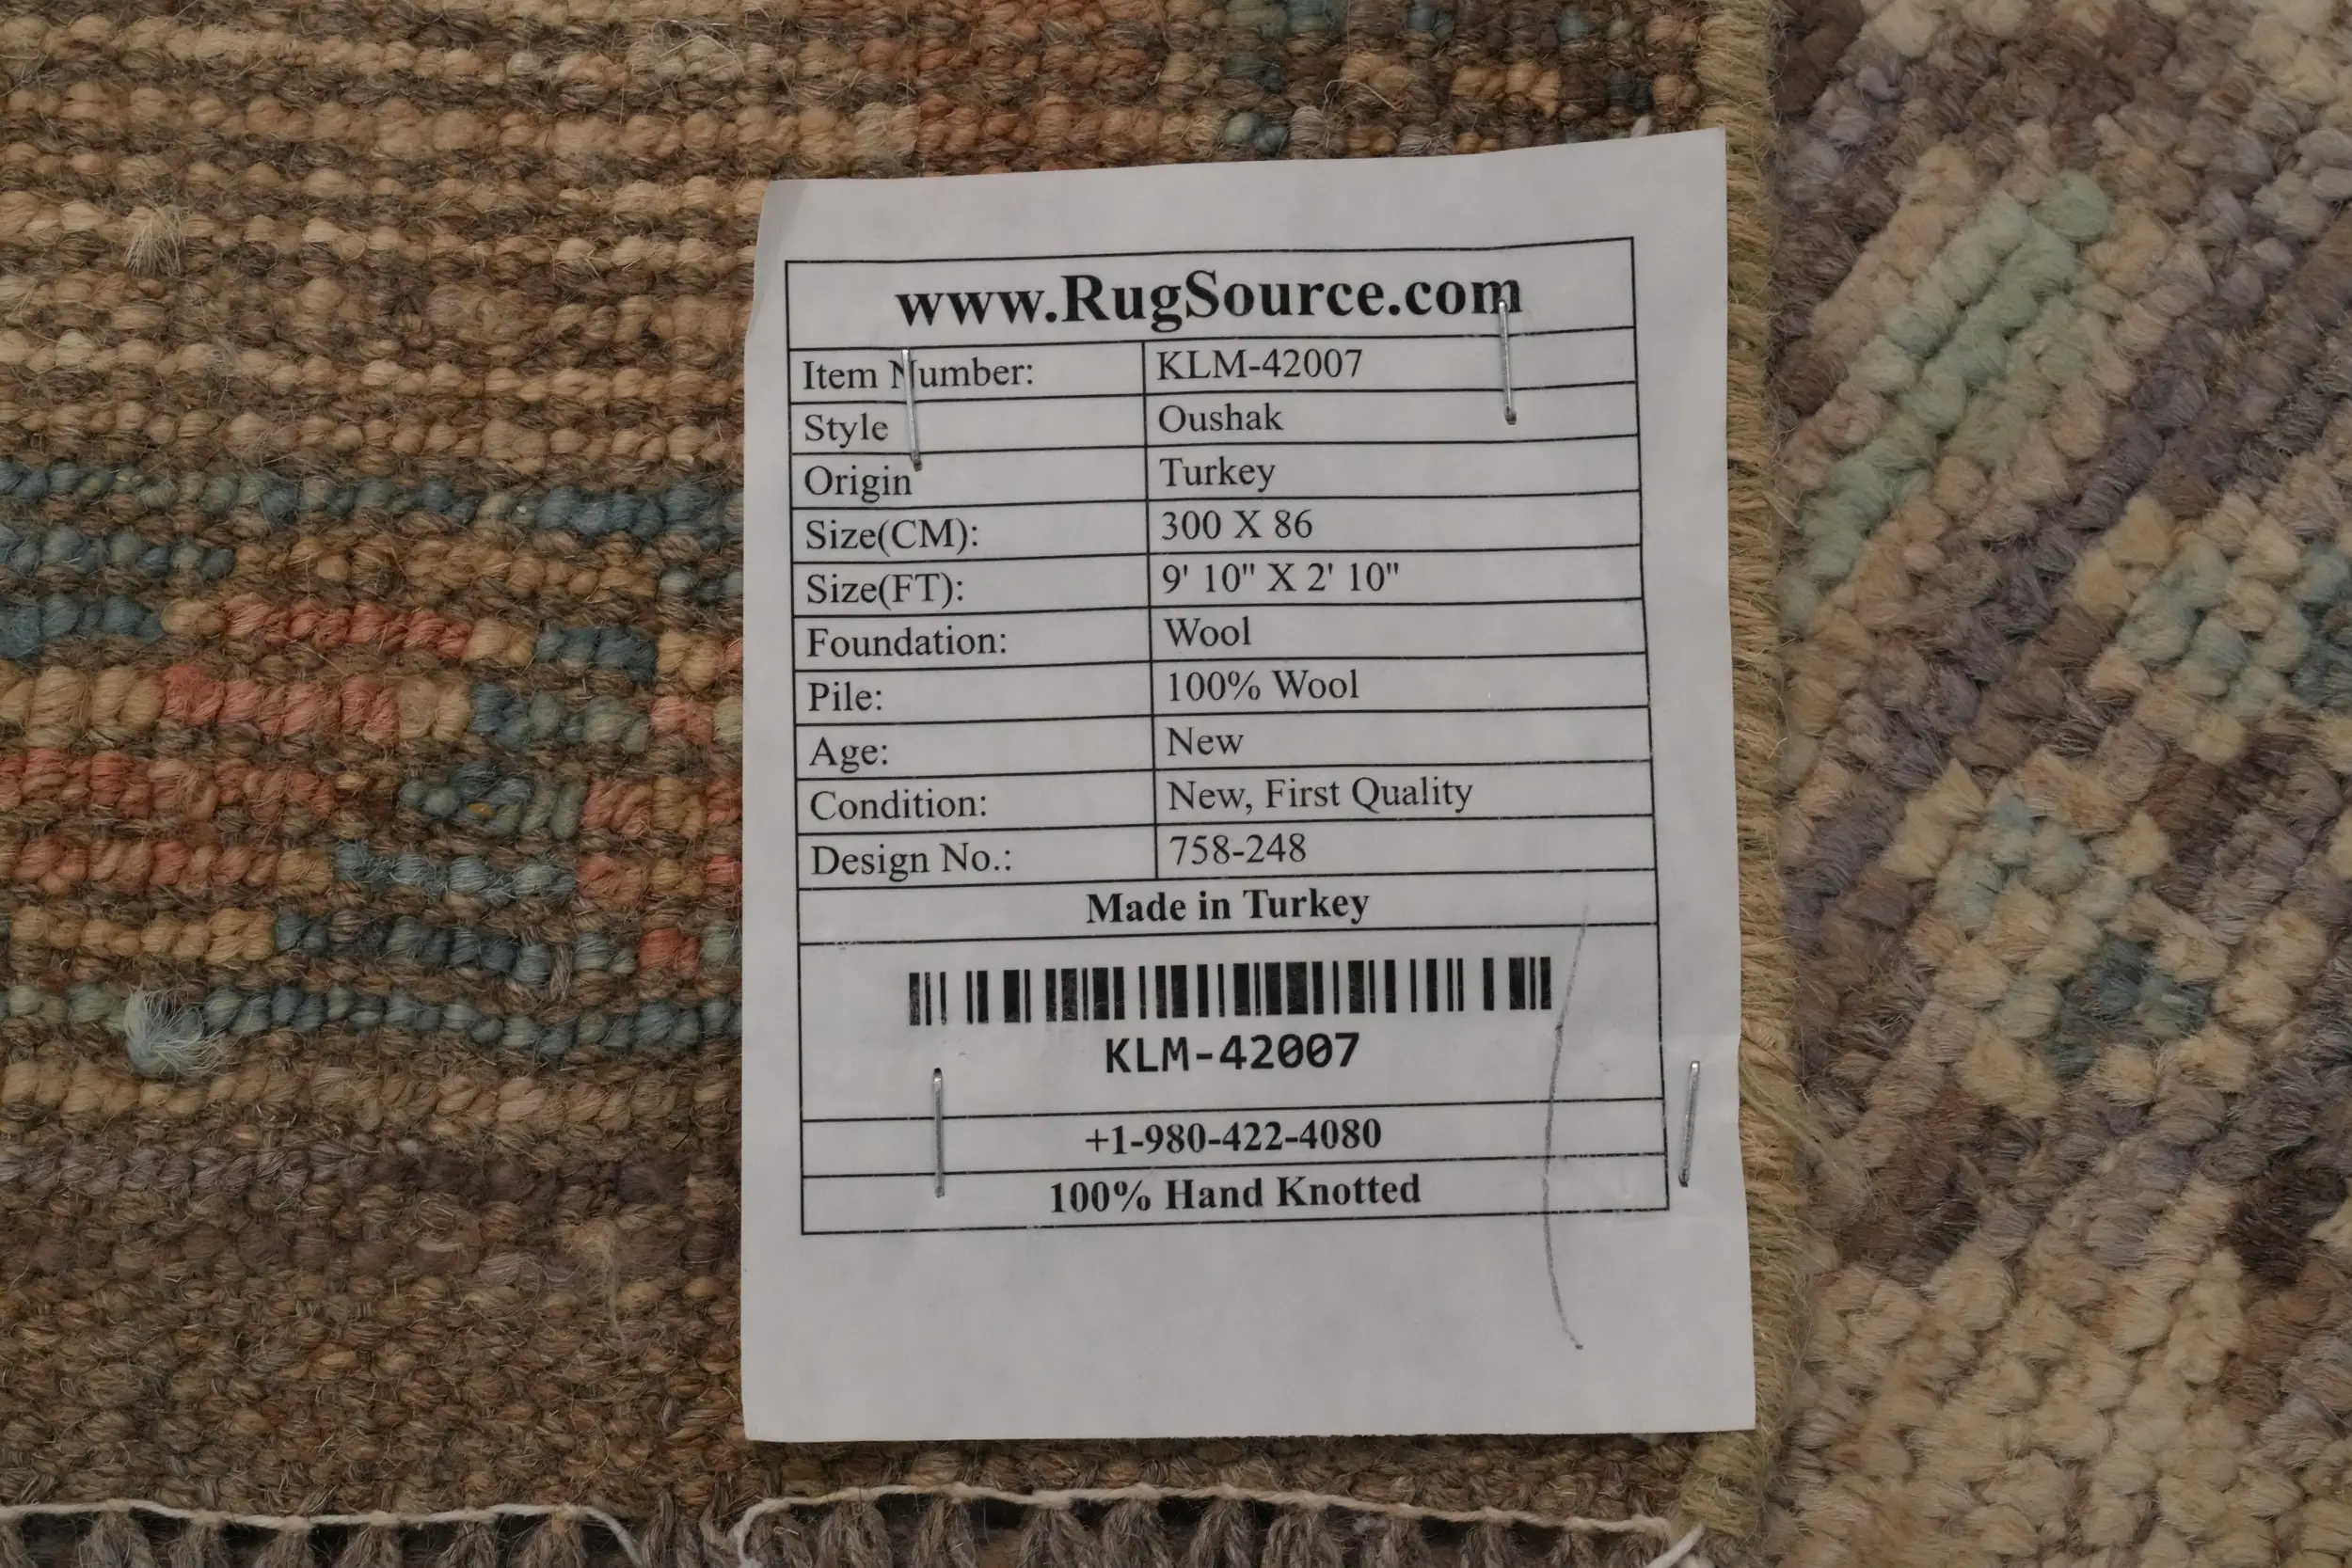 www.RugSource.com
Item Number: KLM-42007
Style Oushak
Origin Turkey
Size(CM): 300 X 86
Size(FT): 9' 10" X 2' 10"
Foundation: Wool
Pile: 100% Wool
Age: New
Condition: New, First Quality
Design No.: 758-248
Made in Turkey
KLM-42007
+1-980-422-4080
100% Hand Knotted